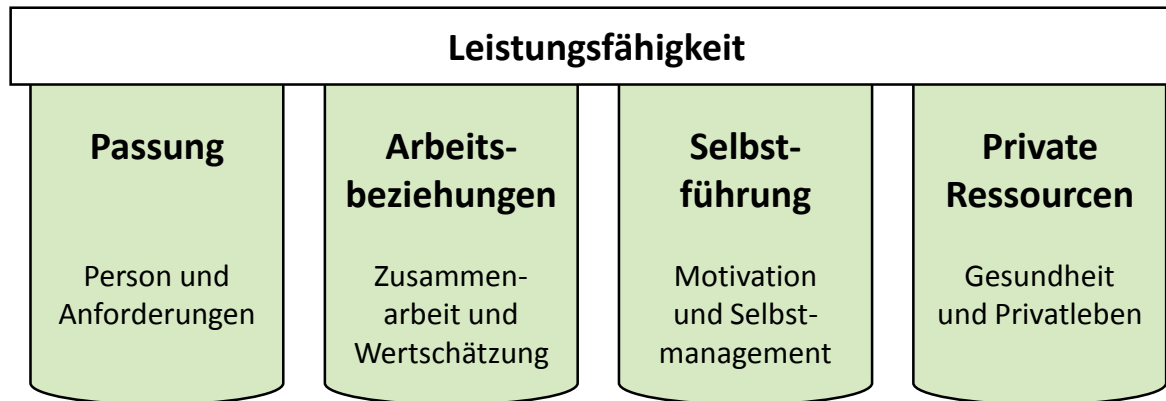 Leistungsfähigkeit
Passung
Person und
Anforderungen
Arbeits-
beziehungen
Zusammen-
arbeit und
Wertschätzung
Selbst-
führung
Motivation
und Selbst-
management
Private
Ressourcen
Gesundheit
und Privatleben